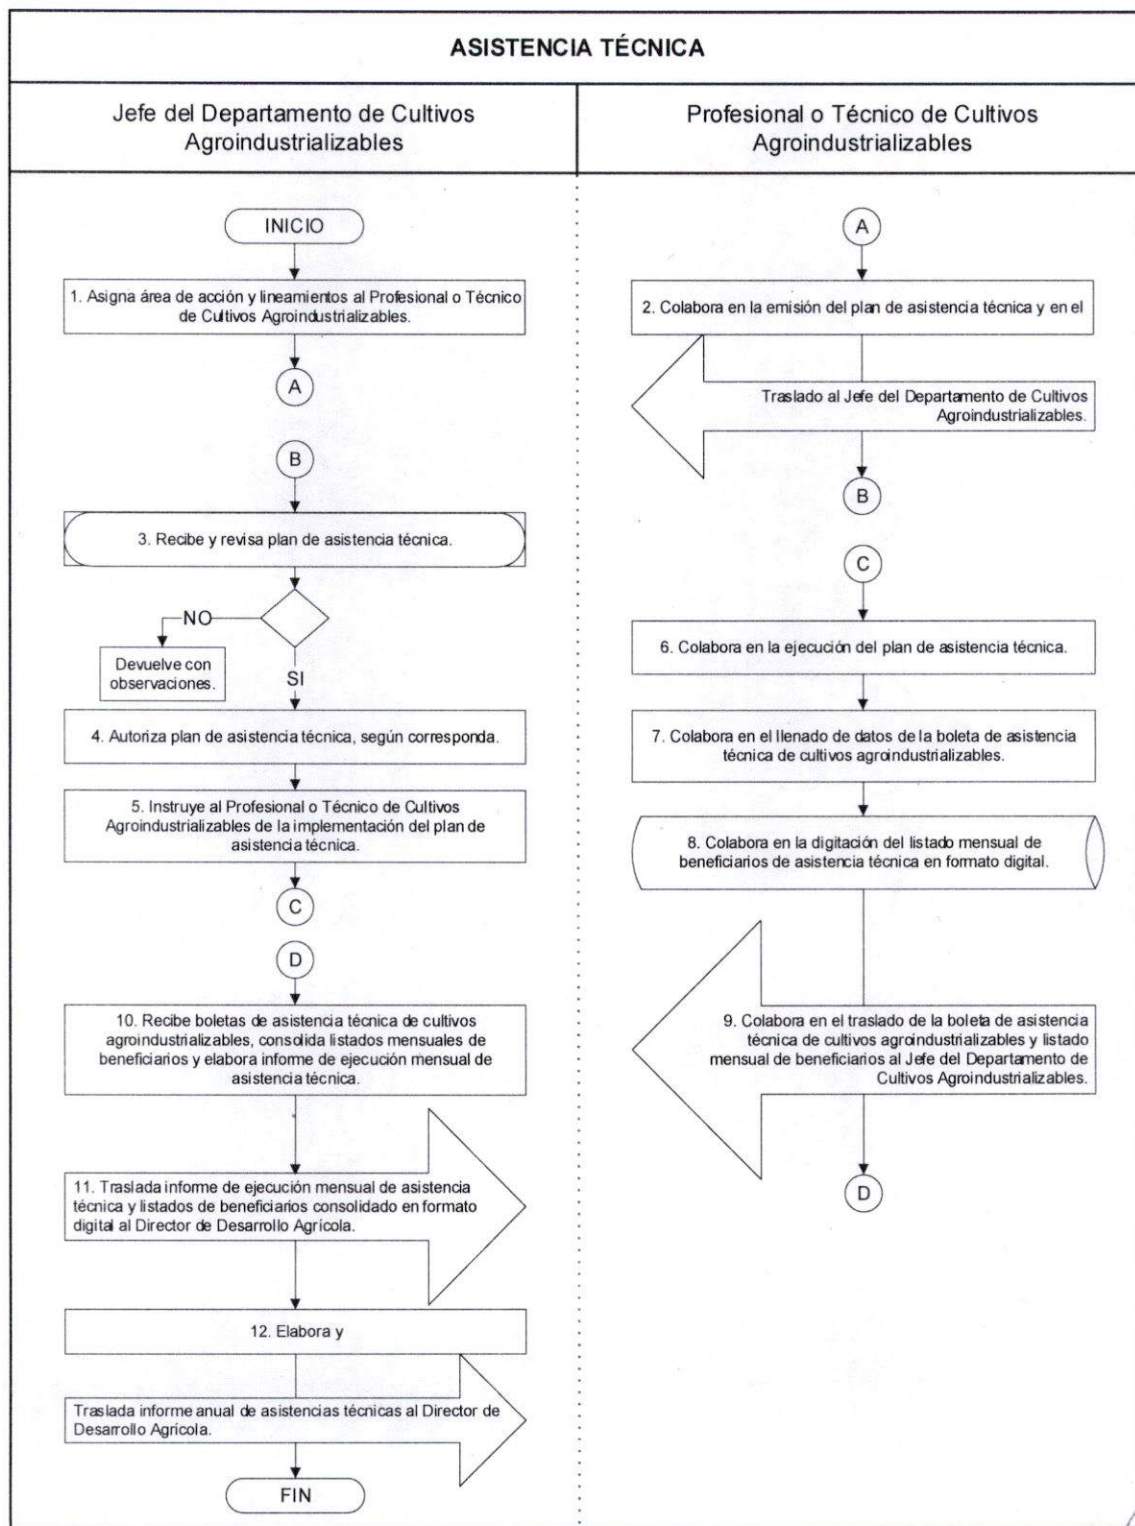 ASISTENCIA TÉCNICA
Jefe del Departamento de Cultivos
Agroindustrializables
Profesional o Técnico de Cultivos
Agroindustrializables
INICIO
1. Asigna área de acción y lineamientos al Profesional o Técnico
de Cultivos Agroindustrializables.
A
B
3. Recibe y revisa plan de asistencia técnica.
NO
Devuelve con
observaciones.
SI
4. Autoriza plan de asistencia técnica, según corresponda.
5. Instruye al Profesional o Técnico de Cultivos
Agroindustrializables de la implementación del plan de
asistencia técnica.
C
D
10. Recibe boletas de asistencia técnica de cultivos
agroindustrializables, consolida listados mensuales de
beneficiarios y elabora informe de ejecución mensual de
asistencia técnica.
11. Traslada informe de ejecución mensual de asistencia
técnica y listados de beneficiarios consolidado en formato
digital al Director de Desarrollo Agrícola.
12. Elabora y
Traslada informe anual de asistencias técnicas al Director de
Desarrollo Agrícola.
FIN
A
2. Colabora en la emisión del plan de asistencia técnica y en el
Traslado al Jefe del Departamento de Cultivos
Agroindustrializables.
B
C
6. Colabora en la ejecución del plan de asistencia técnica.
7. Colabora en el llenado de datos de la boleta de asistencia
técnica de cultivos agroindustrializables.
8. Colabora en la digitación del listado mensual de
beneficiarios de asistencia técnica en formato digital.
9. Colabora en el traslado de la boleta de asistencia
técnica de cultivos agroindustrializables y listado
mensual de beneficiarios al Jefe del Departamento de
Cultivos Agroindustrializables.
D